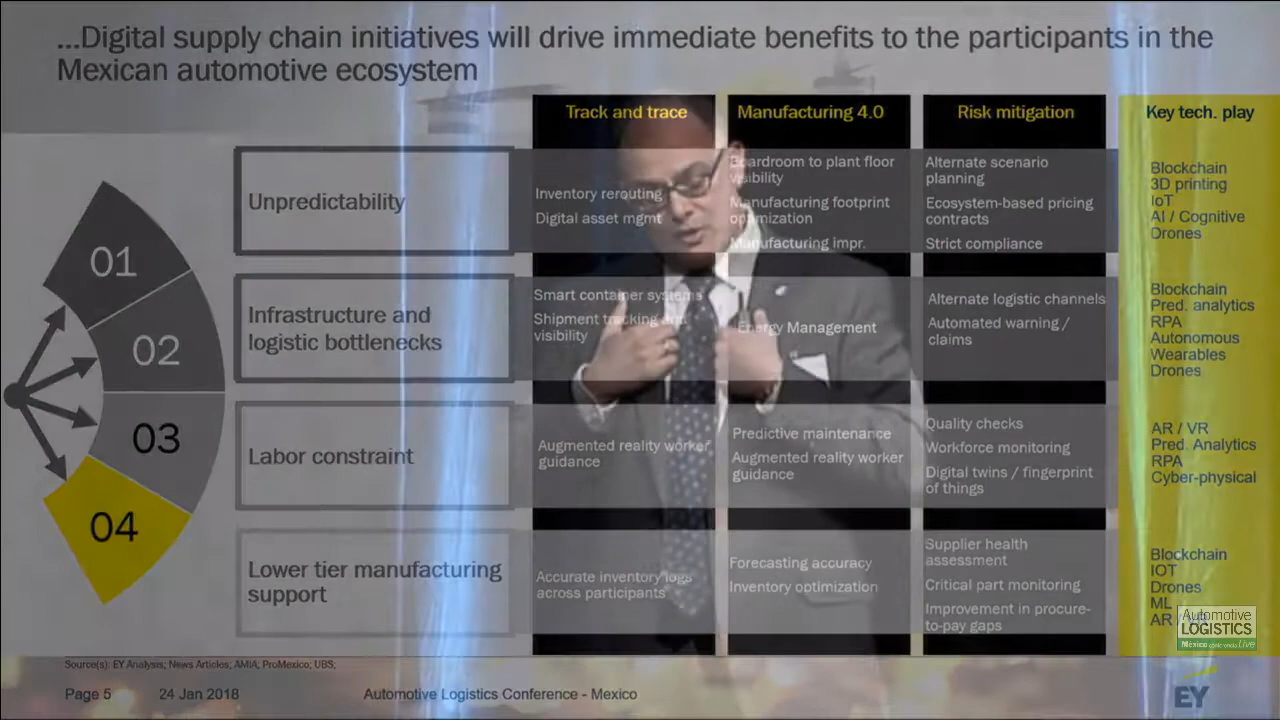 ...Digital supply chain initiatives will drive immediate benefits to the participants in the
Mexican automotive ecosystem
Track and trace
Manufacturing 4.0
Risk mitigation
Key tech. play
01
Unpredictability
Inventory rerouting
Digital asset mgmt
Boardroom to plant floor
visibility
Manufacturing footprint
optimization
Manufacturing impr.
Alternate scenario
planning
Ecosystem-based pricing
contracts
Strict compliance
Blockchain
3D printing
IoT
AI / Cognitive
Drones
02
Infrastructure and
logistic bottlenecks
Smart container systems
Shipment tracking and
visibility
Energy Management
Alternate logistic channels
Automated warning /
claims
Blockchain
Pred. analytics
RPA
Autonomous
Wearables
Drones
03
Labor constraint
Augmented reality worker
guidance
Predictive maintenance
Augmented reality worker
guidance
Quality checks
Workforce monitoring
Digital twins / fingerprint
of things
AR / VR
Pred. Analytics
RPA
Cyber-physical
04
Lower tier manufacturing
support
Accurate inventory logs
across participants
Forecasting accuracy
Inventory optimization
Supplier health
assessment
Critical part monitoring
Improvement in procure-
to-pay gaps
Blockchain
IOT
Drones
ML
AR
Automotive
LOGISTICS
México Live
Source(s): EY Analysis; News Articles; AMIA; ProMexico; UBS;
Page 5
24 Jan 2018
Automotive Logistics Conference - Mexico
EY